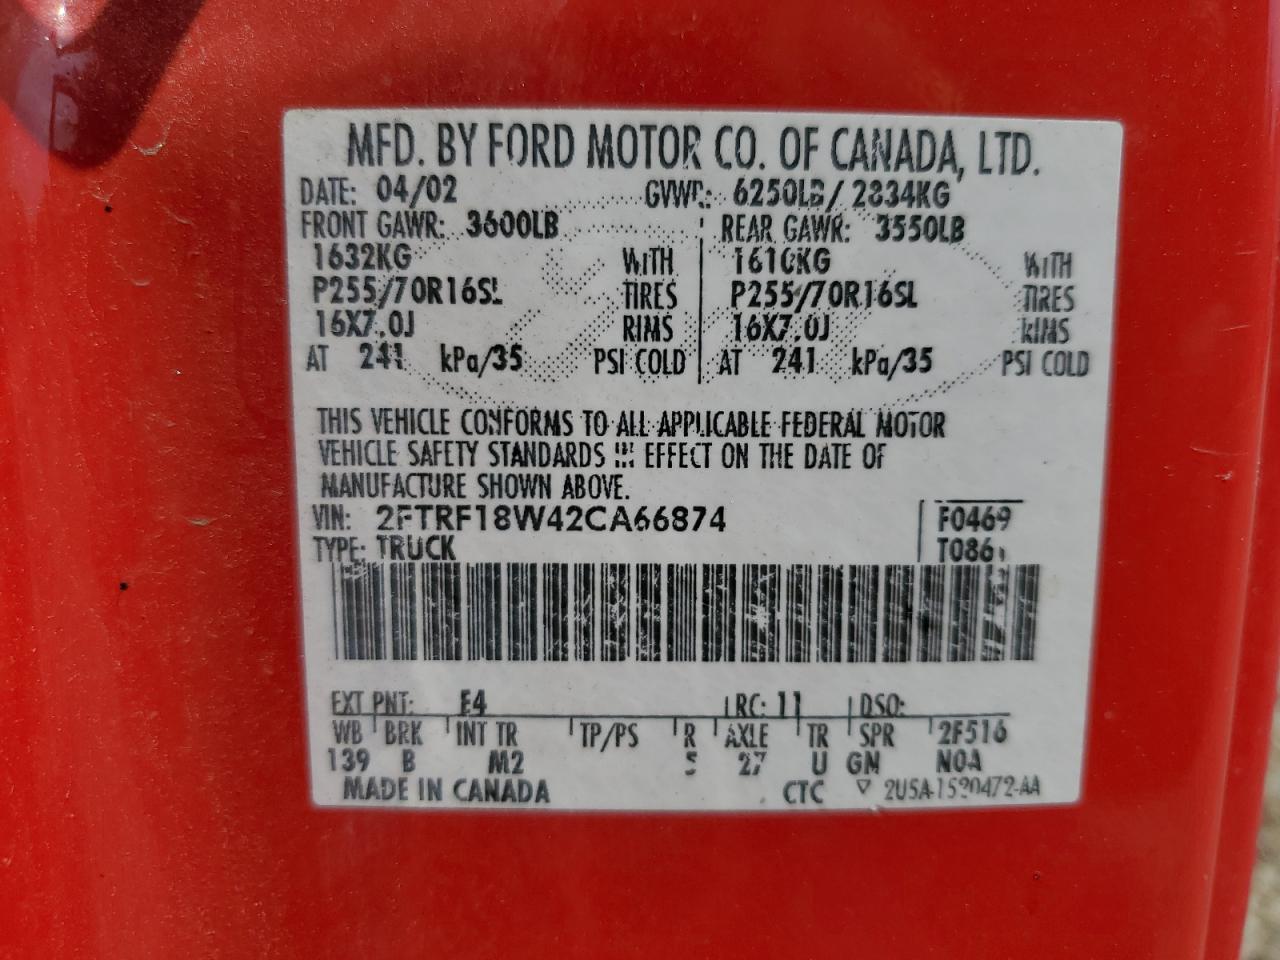 MFD. BY FORD MOTOR CO. OF CANADA, LTD.
DATE: 04/02 GVWR: 6250LB/ 2834KG
FRONT GAWR: 3600LB REAR GAWR: 3550LB
1632KG WITH 1610KG WITH
P255/70R16SL TIRES P255/70R16SL TIRES
16X7.0J RIMS 16X7.0J RIMS
AT 241 kPa/35 PSI COLD AT 241 kPa/35 PSI COLD
THIS VEHICLE CONFORMS TO ALL APPLICABLE FEDERAL MOTOR
VEHICLE SAFETY STANDARDS IN EFFECT ON THE DATE OF
MANUFACTURE SHOWN ABOVE.
VIN: 2FTRF18W42CA66874 F0469
TYPE: TRUCK T086
EXT PNT: E4 RC: 11 DSO:
WB BRK INT TR TP/PS R AXLE TR SPR 2F516
139 B M2 5 27 U GM NOA
MADE IN CANADA CTC 2U5A-1520472-AA